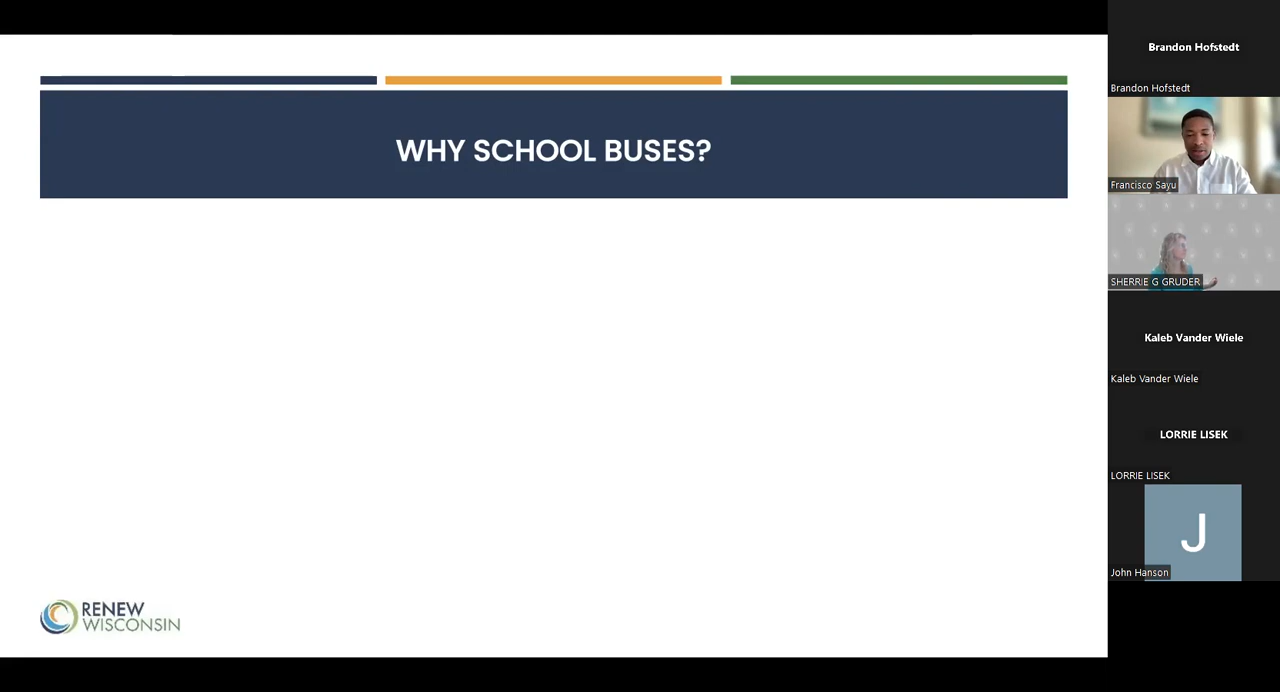 WHY SCHOOL BUSES?
RENEW
WISCONSIN
Brandon Hofstedt
Brandon Hofstedt
Francisco Sayu
SHERRIE G GRUDER
Kaleb Vander Wiele
Kaleb Vander Wiele
LORRIE LISEK
LORRIE LISEK
J
John Hanson